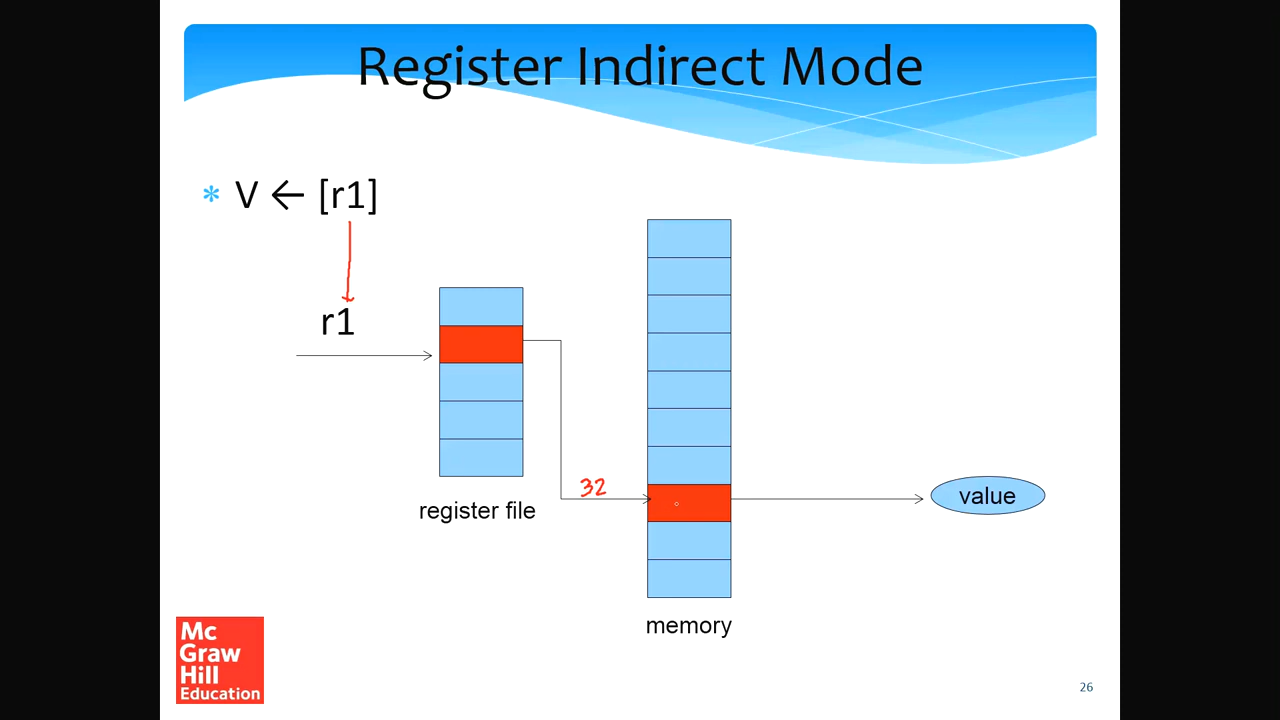 Register Indirect Mode
* V ← [r1]
r1
32
register file
value
memory
Mc
Graw
Hill
Education
26